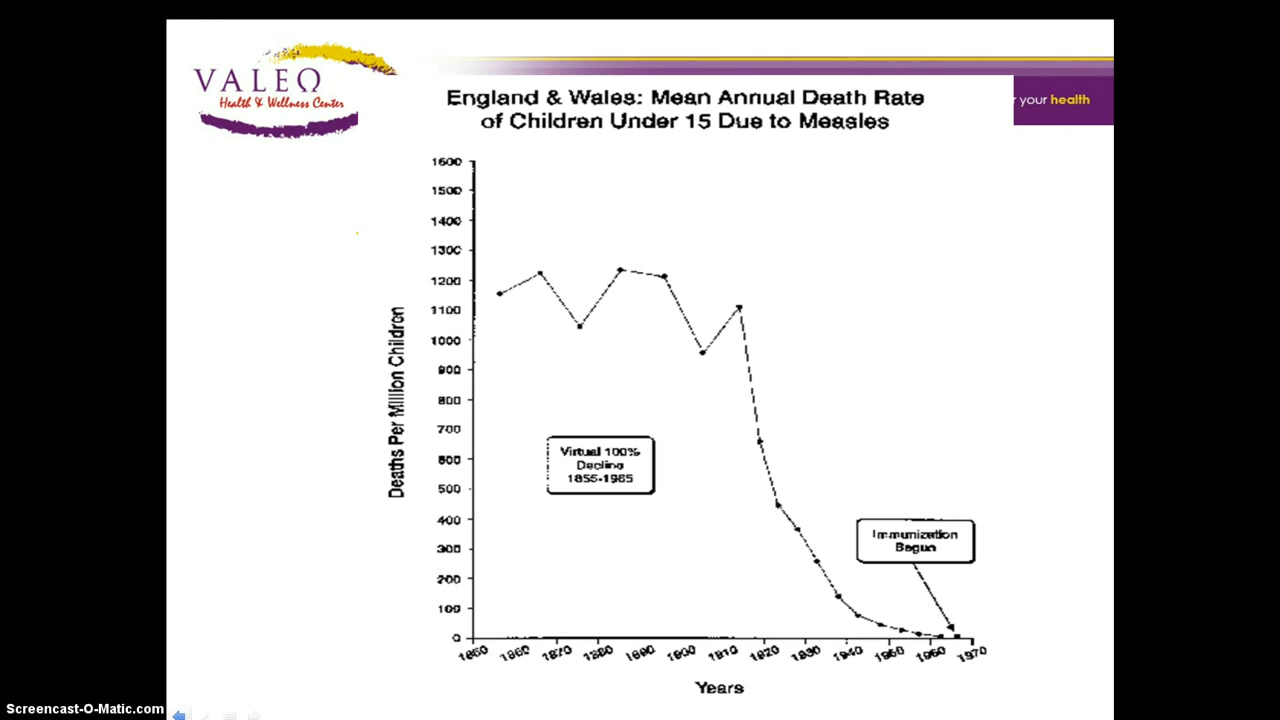 VALEO
Health & Wellness Center
r your health
England & Wales: Mean Annual Death Rate
of Children Under 15 Due to Measles
1600
1500
1400
1300
1200
1100
1000
900
800
700
600
500
400
300
200
100
0
Deaths Per Million Children
Virtual 100%
Decline
1855-1965
Immunization
Begun
1850
1860
1870
1880
1890
1900
1910
1920
1930
1940
1950
1960
1970
Years
Screencast-O-Matic.com